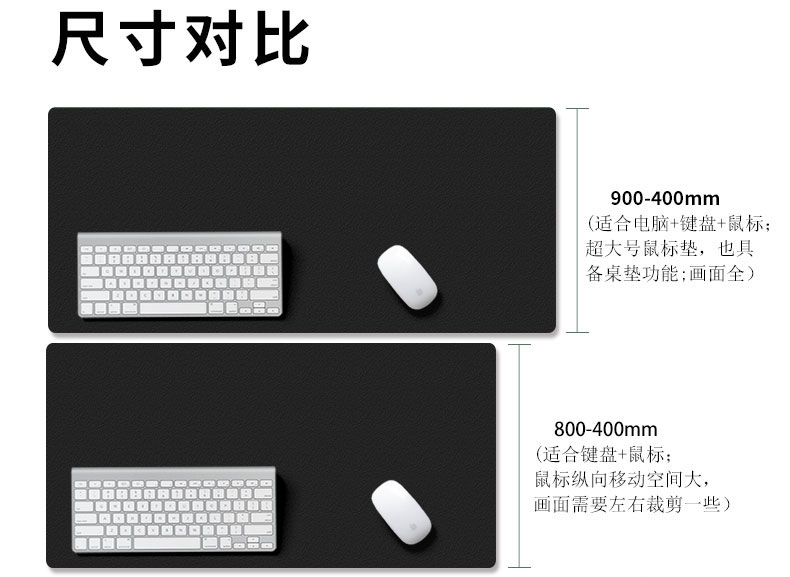 尺寸对比
900-400mm
(适合电脑+键盘+鼠标;
超大号鼠标垫，也具
备桌垫功能;画面全）
800-400mm
(适合键盘+鼠标;
鼠标纵向移动空间大，
画面需要左右裁剪一些）